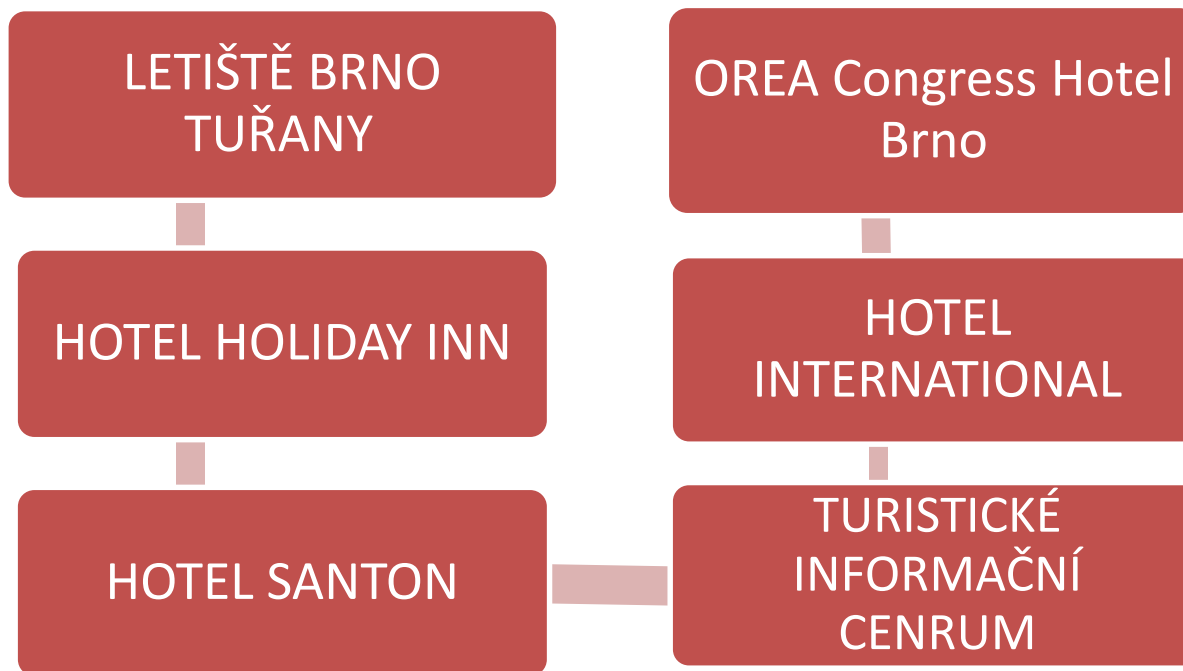 LETIŠTĚ BRNO
TUŘANY
HOTEL HOLIDAY INN
HOTEL SANTON
TURISTICKÉ
INFORMAČNÍ
CENRUM
HOTEL
INTERNATIONAL
OREA Congress Hotel
Brno